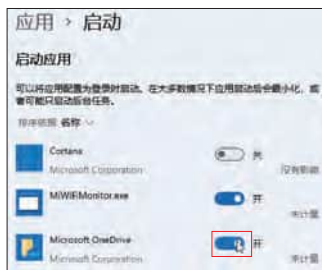 应用 > 启动
启动应用
可以将应用配置为登录时启动。在大多数情况下应用启动后会最小化，或
者可能只启动后台任务。
排序依据 名称
Cortana
关
Microsoft Corporation
没有影响
MiWiFiMonitor.exe
开
未计量
Microsoft OneDrive
开
Microsoft Corporation
未计量